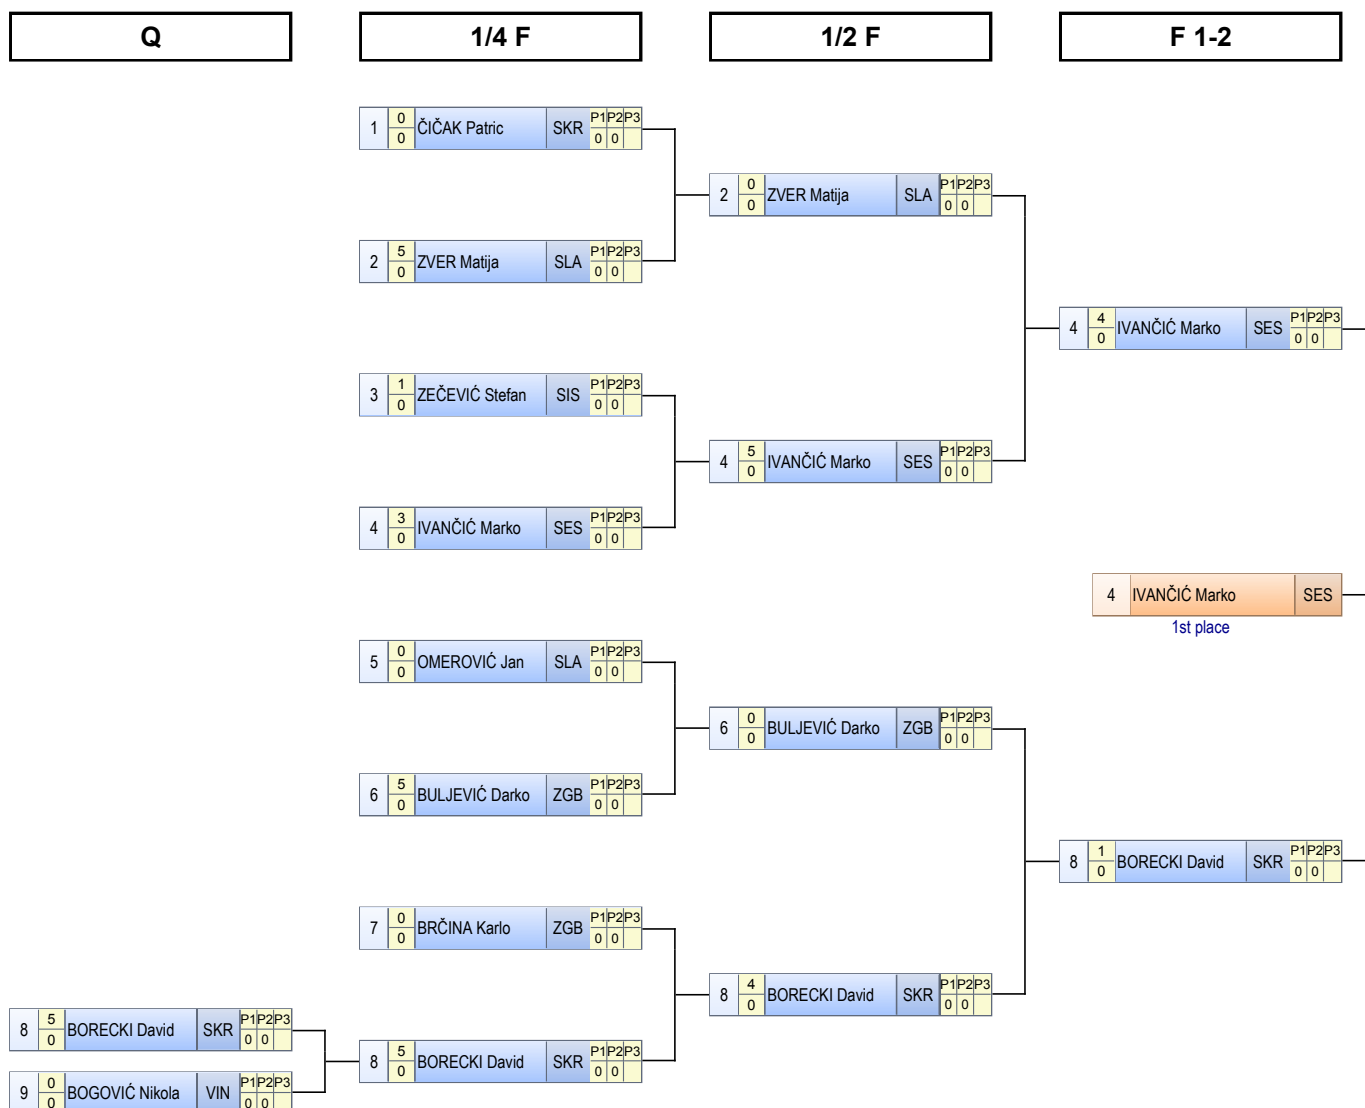 Q 1/4 F 1/2 F F 1-2
1 0 0 ČIČAK Patric SKR P1 P2 P3 0 0
2 0 0 ZVER Matija SLA P1 P2 P3 0 0
2 5 0 ZVER Matija SLA P1 P2 P3 0 0
4 4 0 IVANČIĆ Marko SES P1 P2 P3 0 0
3 1 0 ZEČEVIĆ Stefan SIS P1 P2 P3 0 0
4 5 0 IVANČIĆ Marko SES P1 P2 P3 0 0
4 3 0 IVANČIĆ Marko SES P1 P2 P3 0 0
4 IVANČIĆ Marko SES
1st place
5 0 0 OMEROVIĆ Jan SLA P1 P2 P3 0 0
6 0 0 BULJEVIĆ Darko ZGB P1 P2 P3 0 0
6 5 0 BULJEVIĆ Darko ZGB P1 P2 P3 0 0
8 1 0 BORECKI David SKR P1 P2 P3 0 0
7 0 0 BRČINA Karlo ZGB P1 P2 P3 0 0
8 4 0 BORECKI David SKR P1 P2 P3 0 0
8 5 0 BORECKI David SKR P1 P2 P3 0 0
8 5 0 BORECKI David SKR P1 P2 P3 0 0
9 0 0 BOGOVIĆ Nikola VIN P1 P2 P3 0 0